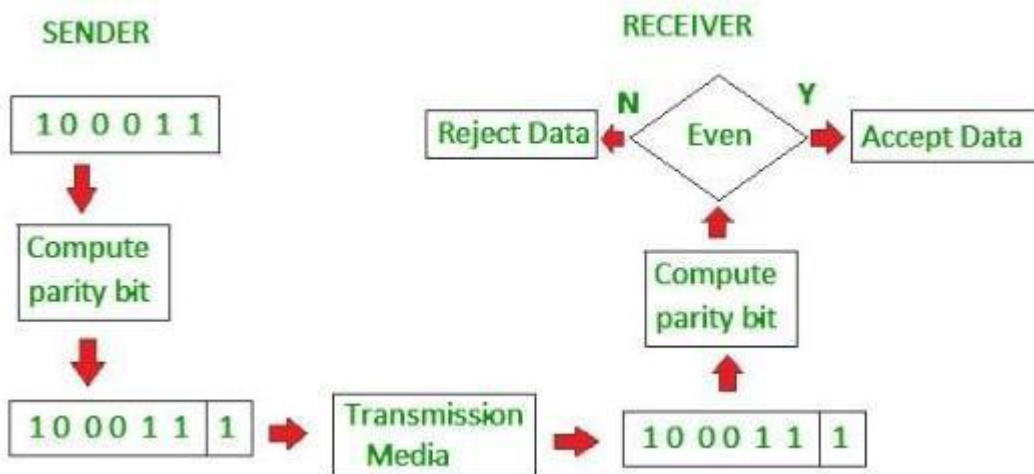 SENDER
RECEIVER
1 0 0 0 1 1
N
Y
Reject Data
Even
Accept Data
Compute
parity bit
Compute
parity bit
1 0 0 0 1 1 1
Transmission
Media
1 0 0 0 1 1 1